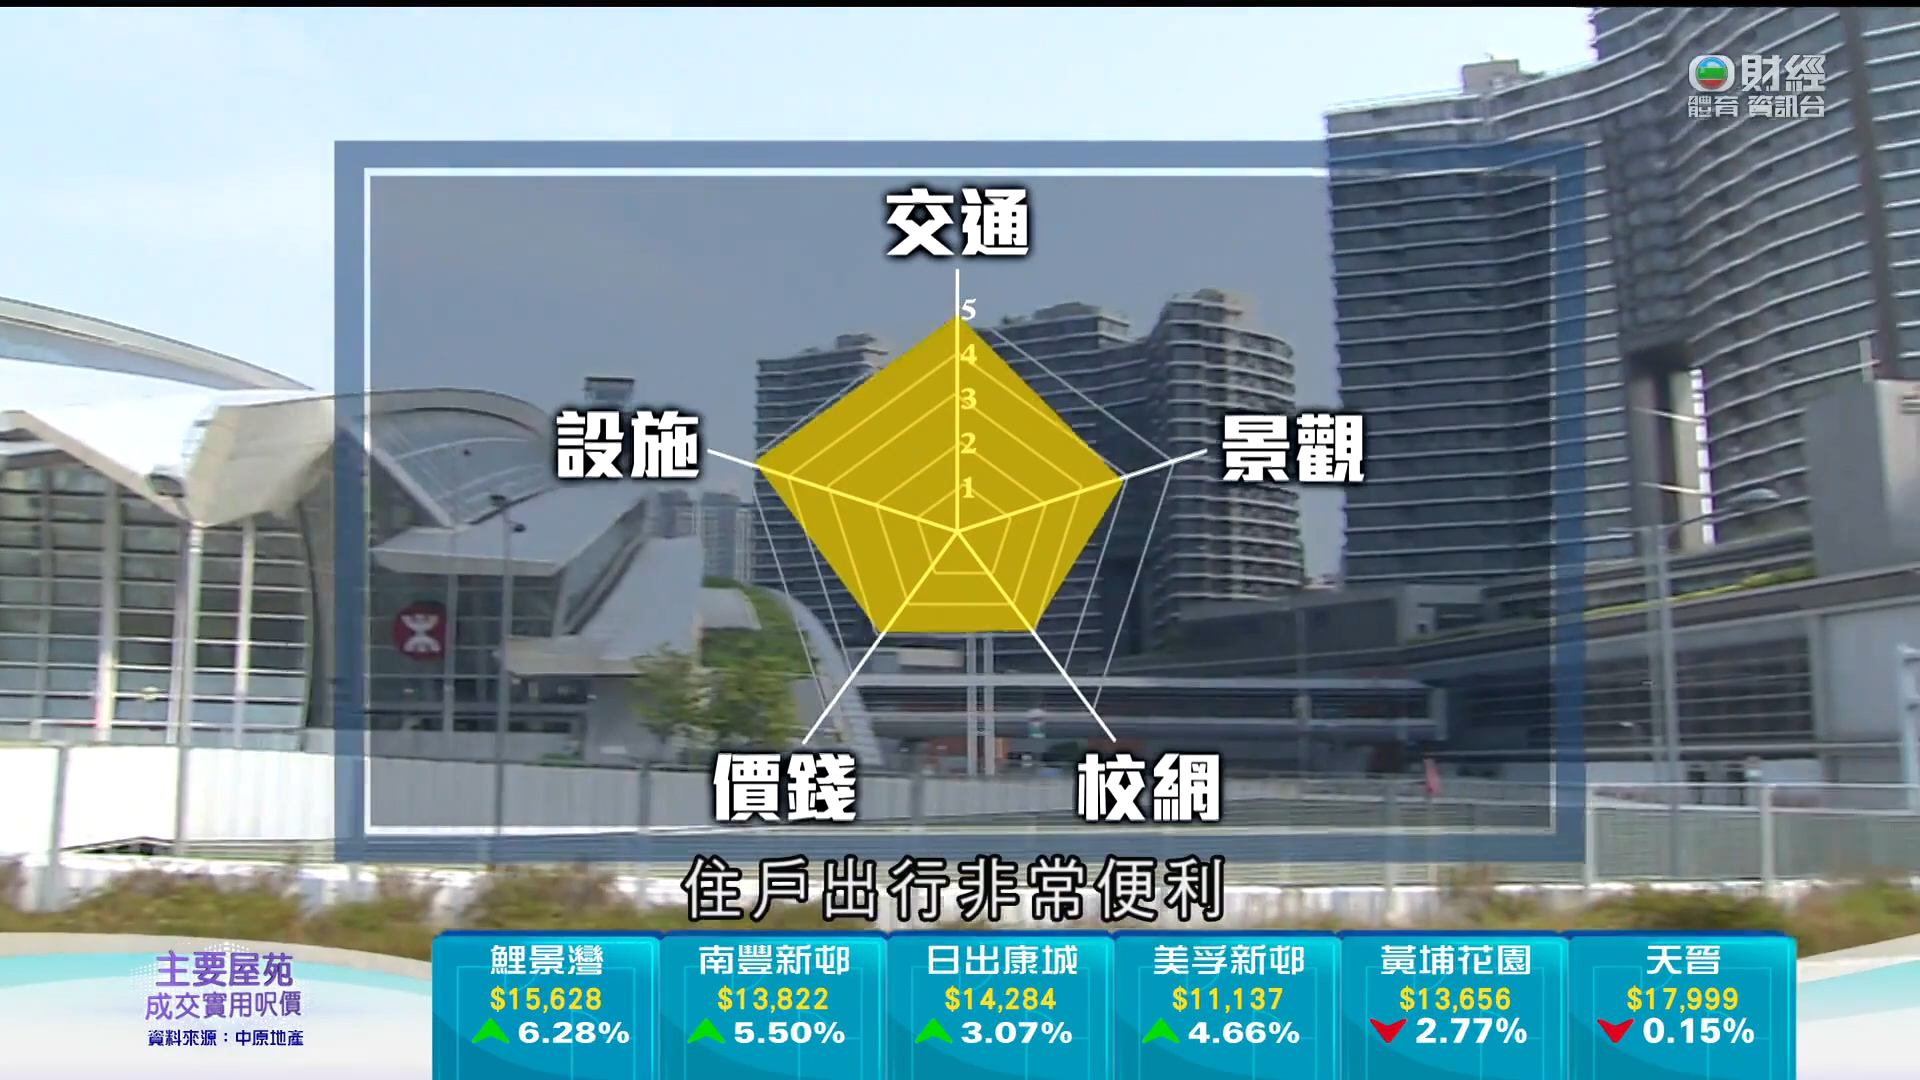 財經
體育 資訊台
交通
5
4
3
2
1
設施
景觀
價錢
校網
住戶出行非常便利
主要屋苑
成交實用呎價
資料來源：中原地產
鯉景灣
$15,628
6.28%
南豐新邨
$13,822
5.50%
日出康城
$14,284
3.07%
美孚新邨
$11,137
4.66%
黃埔花園
$13,656
2.77%
天晉
$17,999
0.15%